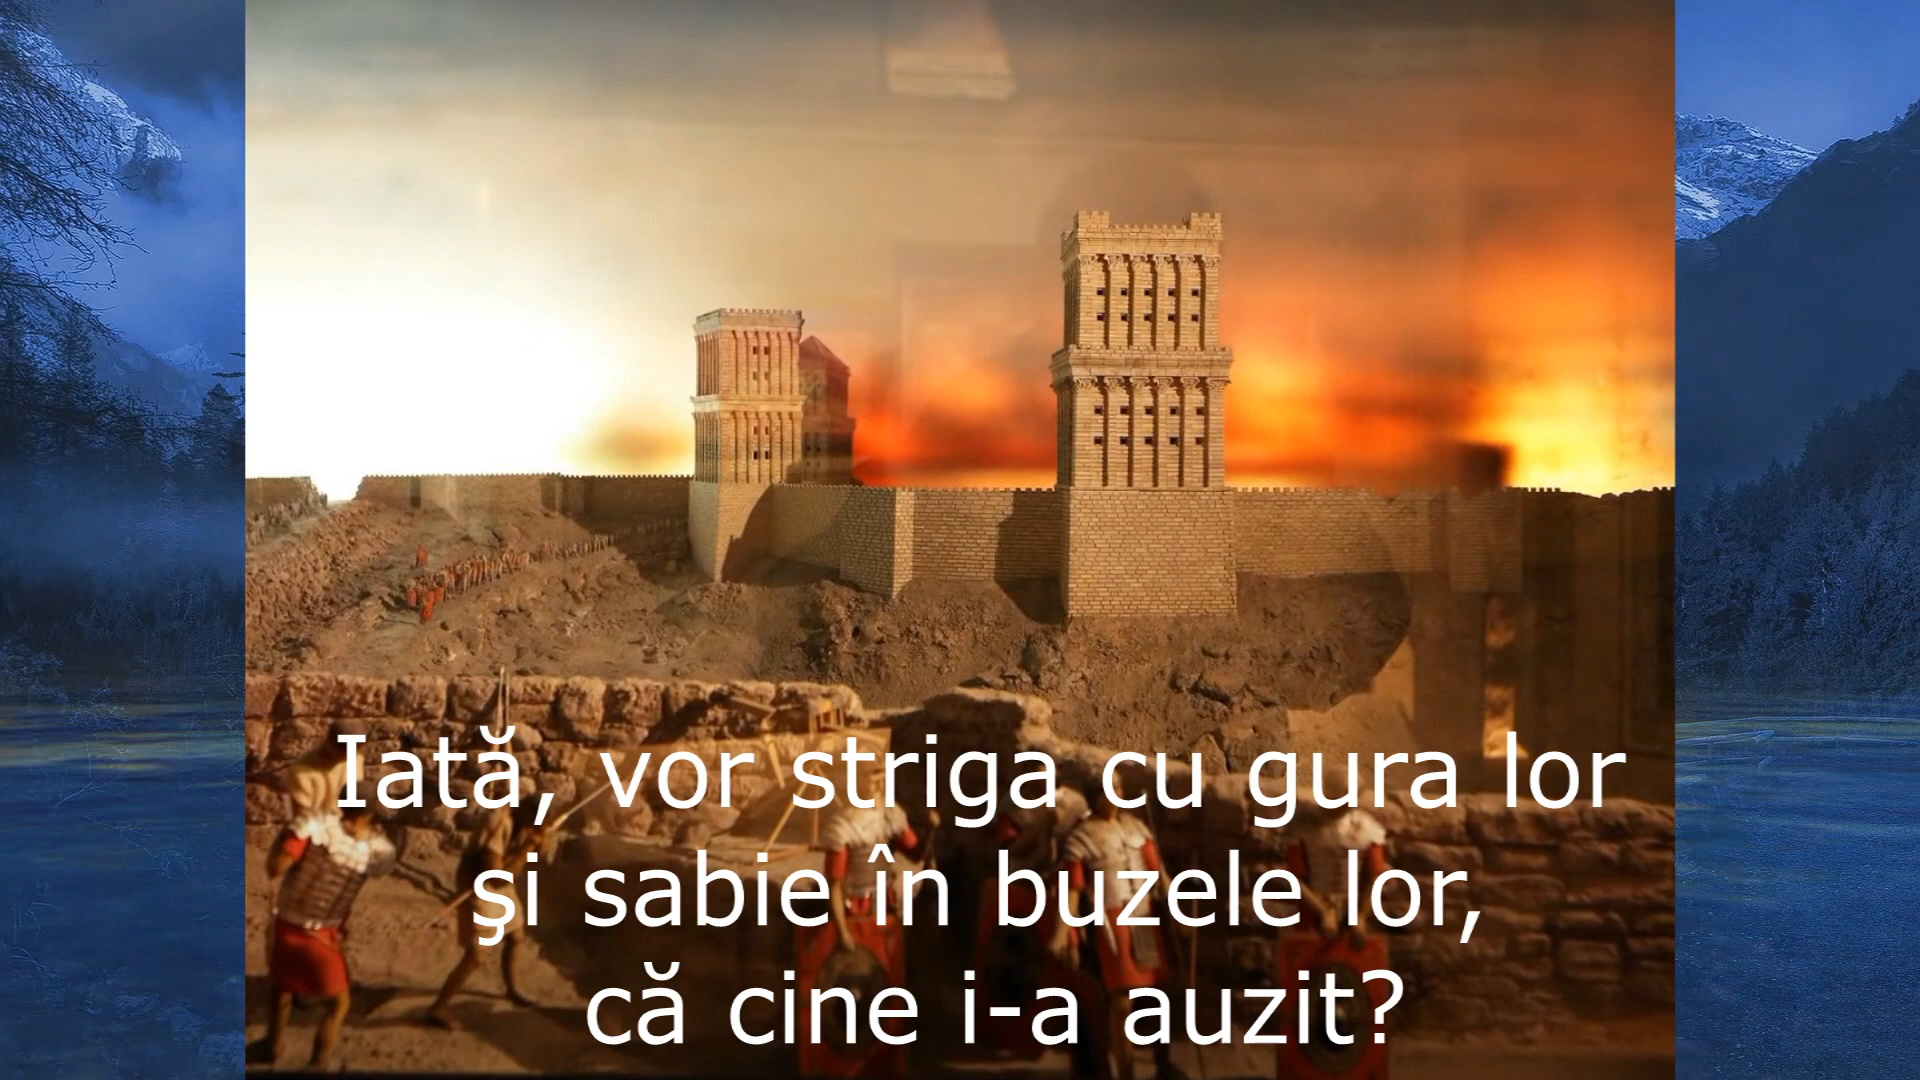 Iată, vor striga cu gura lor
şi sabie în buzele lor,
că cine i-a auzit?